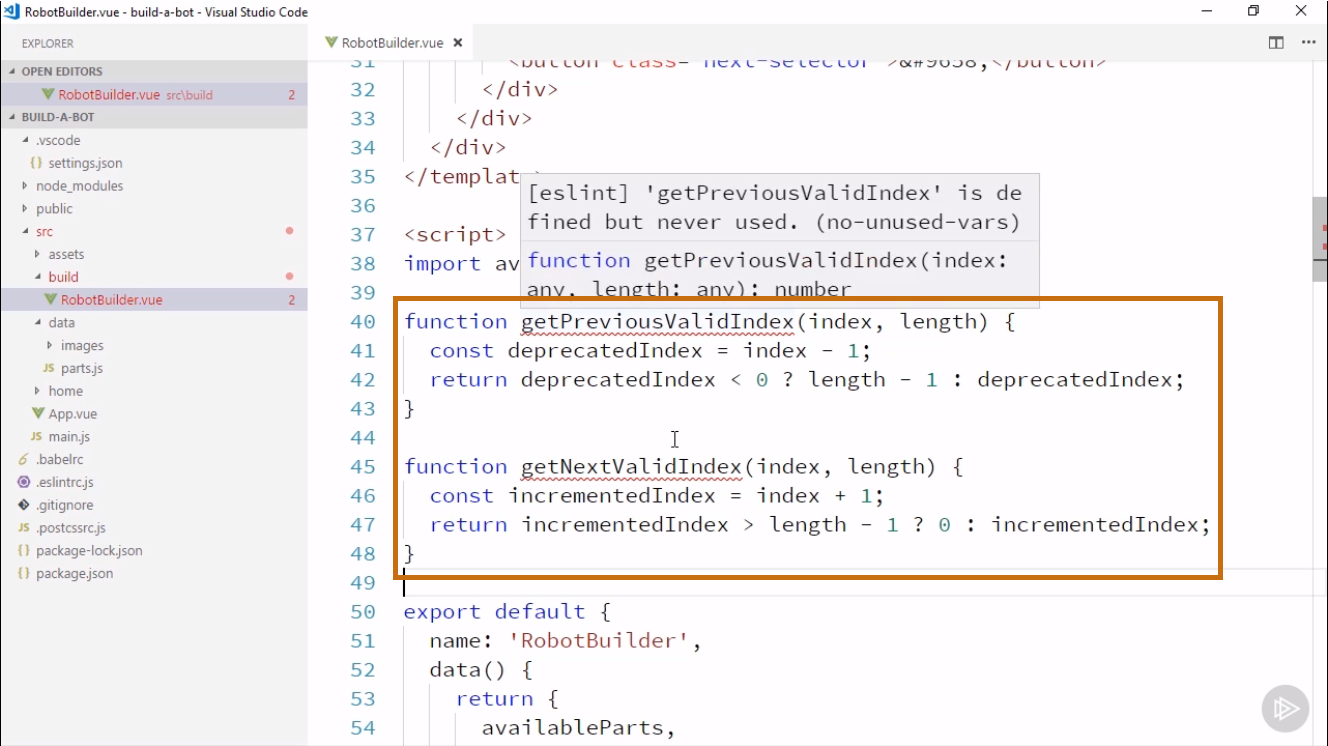 RobotBuilder.vue - build-a-bot - Visual Studio Code
EXPLORER
OPEN EDITORS
RobotBuilder.vue src\build 2
BUILD-A-BOT
.vscode
{} settings.json
node_modules
public
src
assets
build
RobotBuilder.vue 2
data
images
JS parts.js
home
App.vue
JS main.js
.babelrc
.eslintrc.js
.gitignore
JS .postcssrc.js
{} package-lock.json
{} package.json
RobotBuilder.vue
31 <button class="next-selector">&#9658;</button>
32 </div>
33 </div>
34 </div>
35 </templat
36
37 <script>
38 import av
39
[eslint] 'getPreviousValidIndex' is de
fined but never used. (no-unused-vars)
function getPreviousValidIndex(index:
any, length: any): number
40 function getPreviousValidIndex(index, length) {
41 const deprecatedIndex = index - 1;
42 return deprecatedIndex < 0 ? length - 1 : deprecatedIndex;
43 }
44
45 function getNextValidIndex(index, length) {
46 const incrementedIndex = index + 1;
47 return incrementedIndex > length - 1 ? 0 : incrementedIndex;
48 }
49
50 export default {
51 name: 'RobotBuilder',
52 data() {
53 return {
54 availableParts,